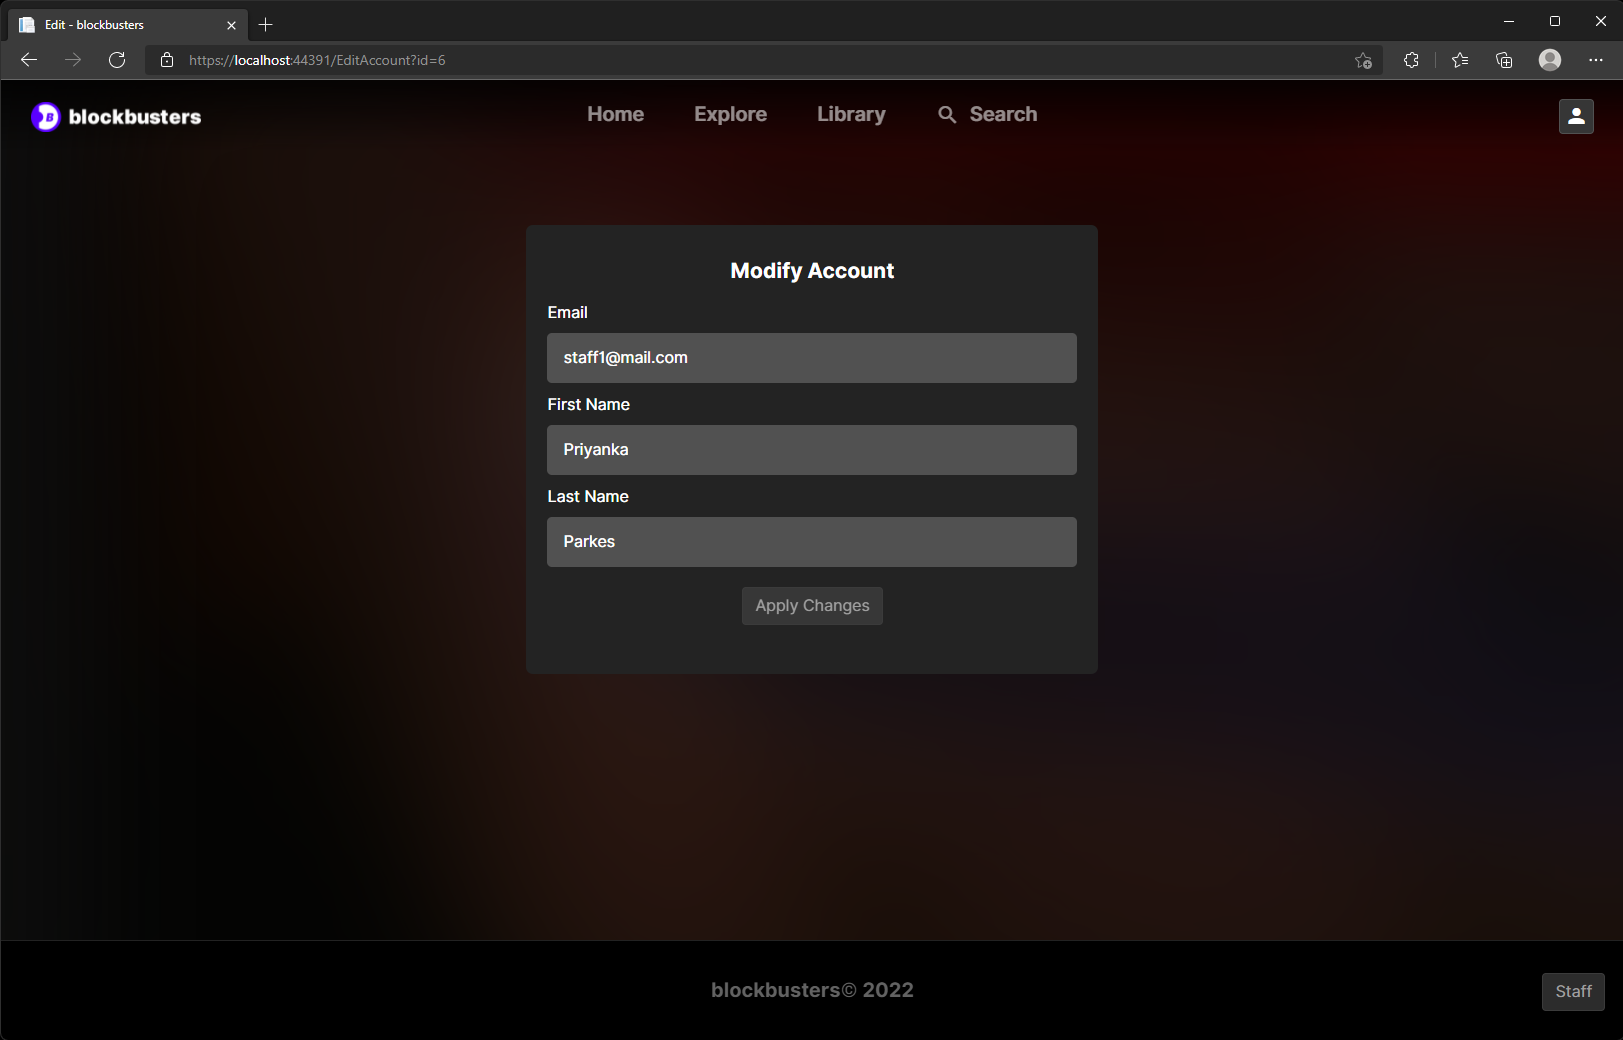 Edit - blockbusters
https://localhost:44391/EditAccount?id=6
B blockbusters
Home Explore Library Search
Modify Account
Email
staff1@mail.com
First Name
Priyanka
Last Name
Parkes
Apply Changes
blockbusters© 2022
Staff